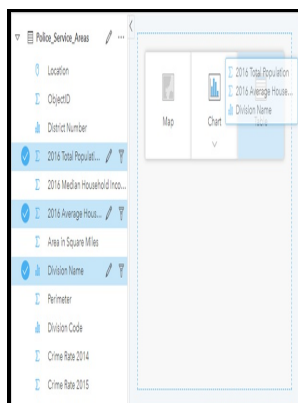 Police_Service_Areas
Location
ObjectID
District Number
2016 Total Populati...
2016 Median Household Inco...
2016 Average Hous...
Area In Square Miles
Division Name
Perimeter
Division Code
Crime Rate 2014
Crime Rate 2015
Map
Chart
Table
2016 Total Population
2016 Average House...
Division Name